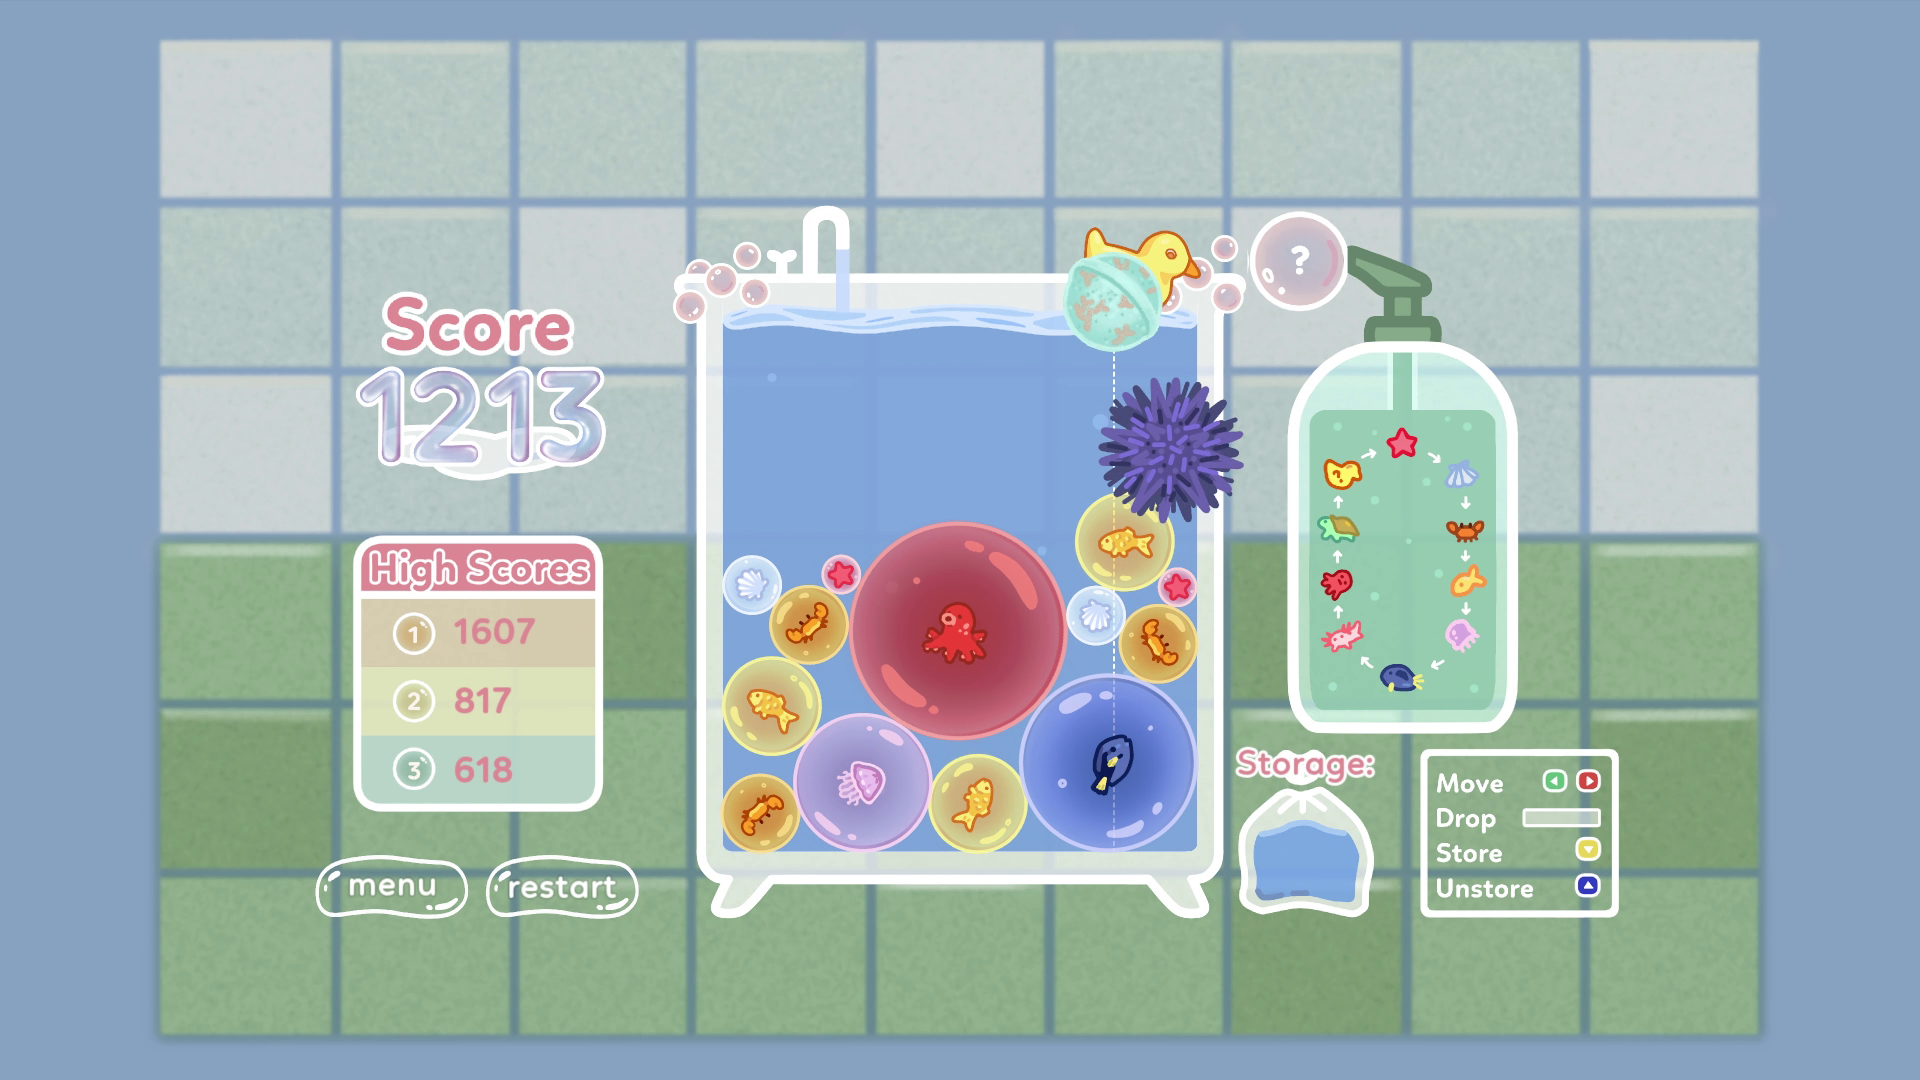 Score
1213
High Scores
1 1607
2 817
3 618
menu
restart
?
Storage:
Move
Drop
Store
Unstore